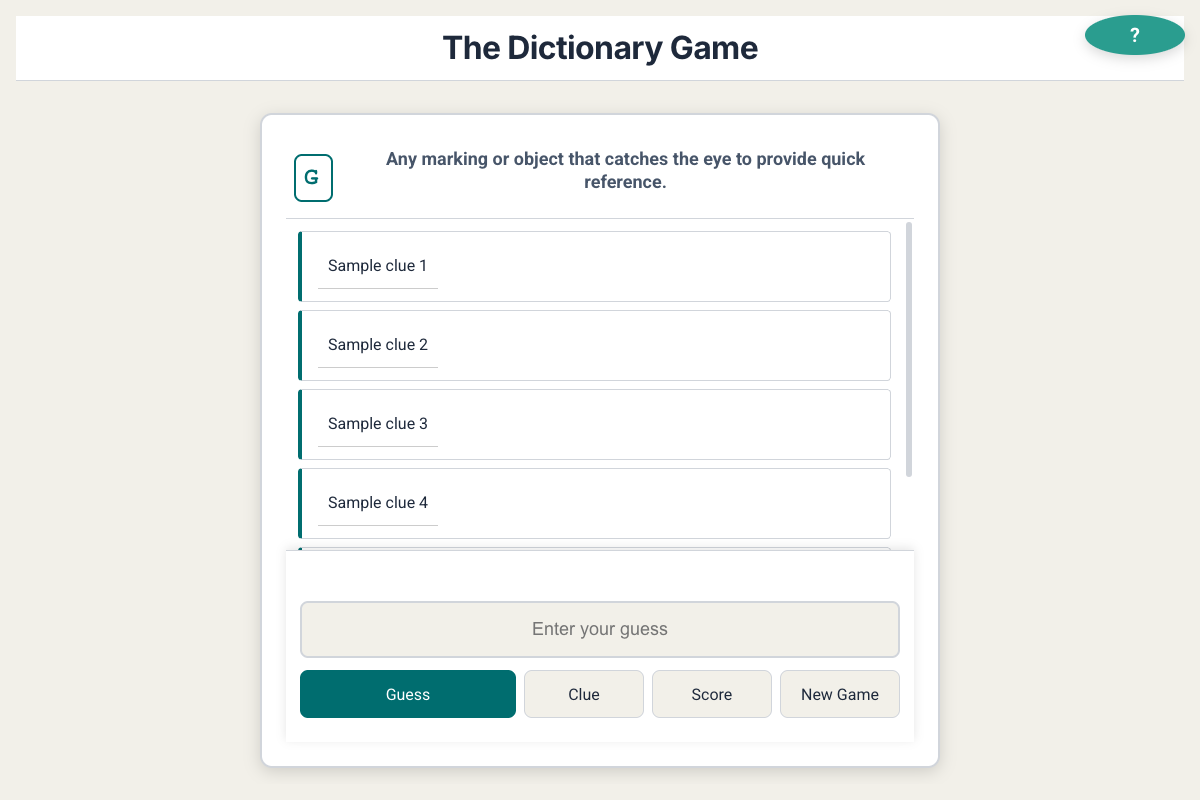 The Dictionary Game
?
G
Any marking or object that catches the eye to provide quick
reference.
Sample clue 1
Sample clue 2
Sample clue 3
Sample clue 4
Enter your guess
Guess
Clue
Score
New Game